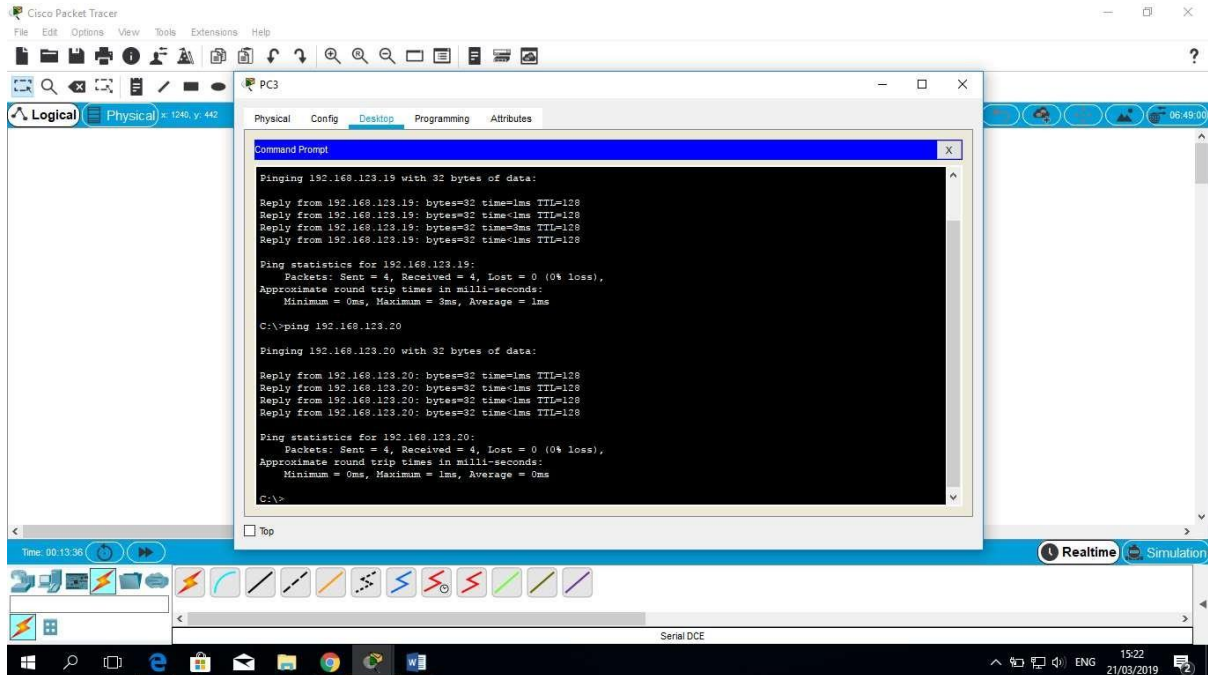 Cisco Packet Tracer
File Edit Options View Tools Extensions Help
?
PC3
Logical Physical x: 1240, y: 442
06:49:00
Physical Config Desktop Programming Attributes
Command Prompt X
Pinging 192.168.123.19 with 32 bytes of data:
Reply from 192.168.123.19: bytes=32 time=1ms TTL=128
Reply from 192.168.123.19: bytes=32 time<1ms TTL=128
Reply from 192.168.123.19: bytes=32 time=3ms TTL=128
Reply from 192.168.123.19: bytes=32 time<1ms TTL=128
Ping statistics for 192.168.123.19:
Packets: Sent = 4, Received = 4, Lost = 0 (0% loss),
Approximate round trip times in milli-seconds:
Minimum = 0ms, Maximum = 3ms, Average = 1ms
C:\>ping 192.168.123.20
Pinging 192.168.123.20 with 32 bytes of data:
Reply from 192.168.123.20: bytes=32 time=1ms TTL=128
Reply from 192.168.123.20: bytes=32 time<1ms TTL=128
Reply from 192.168.123.20: bytes=32 time<1ms TTL=128
Reply from 192.168.123.20: bytes=32 time<1ms TTL=128
Ping statistics for 192.168.123.20:
Packets: Sent = 4, Received = 4, Lost = 0 (0% loss),
Approximate round trip times in milli-seconds:
Minimum = 0ms, Maximum = 1ms, Average = 0ms
C:\>
Top
Time: 00:13:36
Realtime Simulation
Serial DCE
ENG
15:22
21/03/2019
2